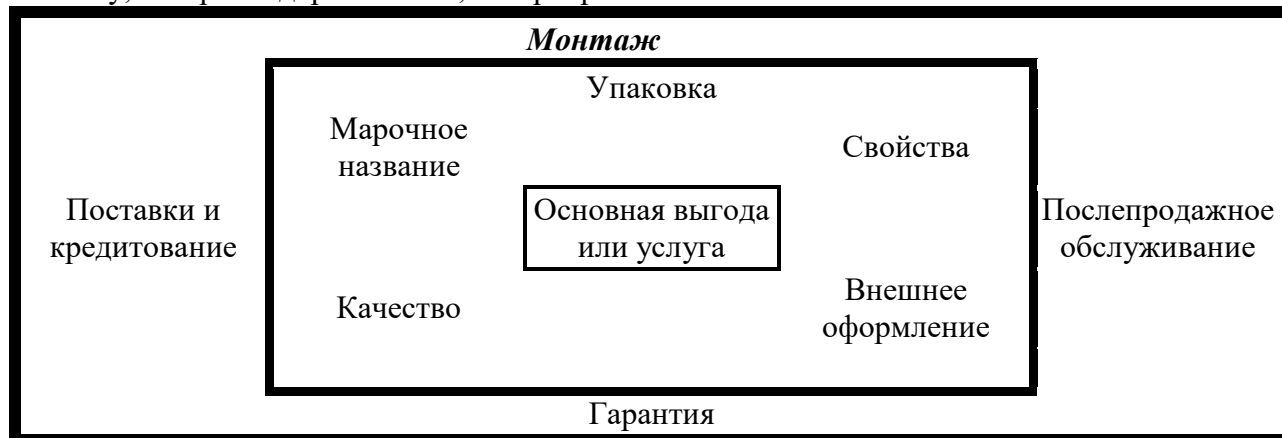 Монтаж
Упаковка
Марочное
название
Свойства
Поставки и
кредитование
Основная выгода
или услуга
Послепродажное
обслуживание
Качество
Внешнее
оформление
Гарантия